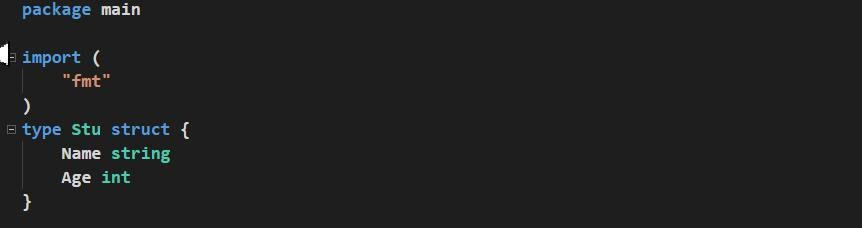 package main
import (
"fmt"
)
type Stu struct {
Name string
Age int
}